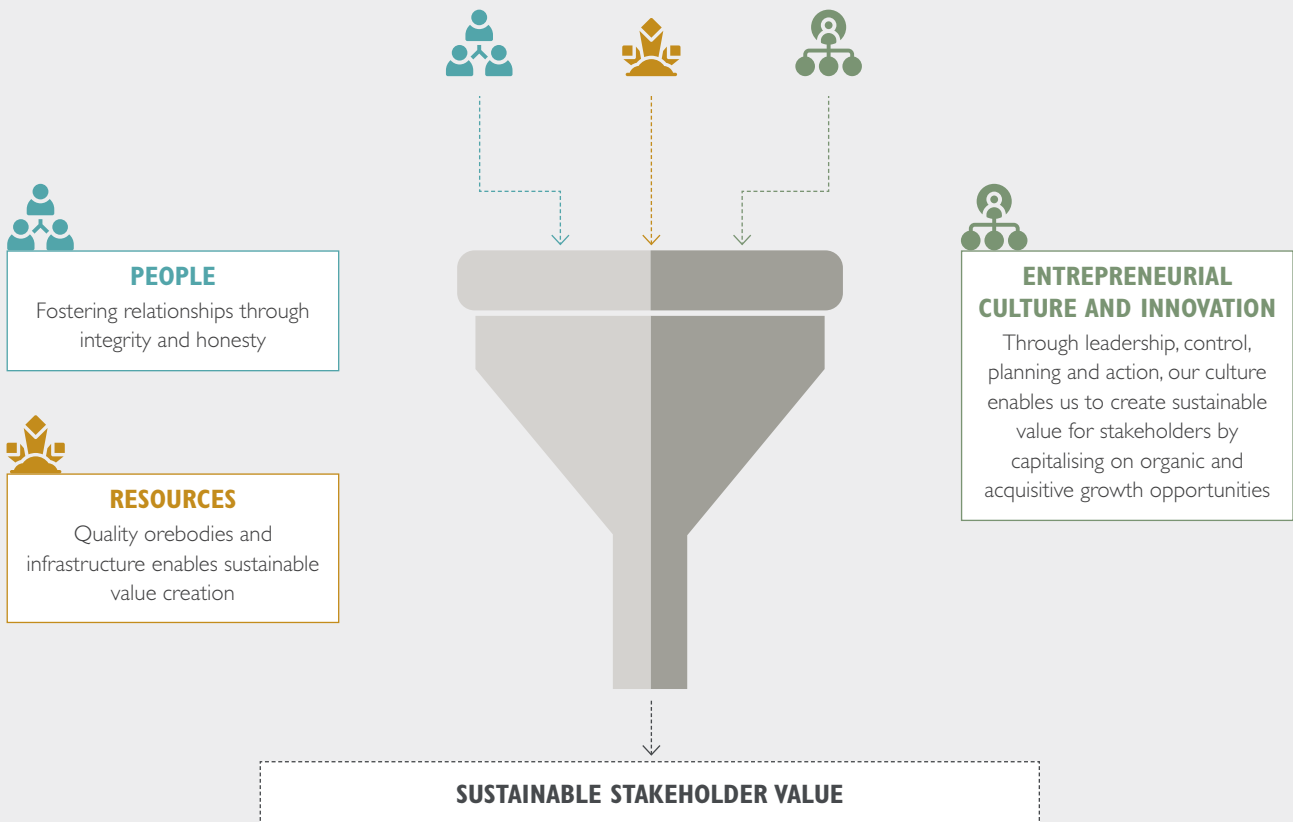 PEOPLE
Fostering relationships through
integrity and honesty
RESOURCES
Quality orebodies and
infrastructure enables sustainable
value creation
ENTREPRENEURIAL
CULTURE AND INNOVATION
Through leadership, control,
planning and action, our culture
enables us to create sustainable
value for stakeholders by
capitalising on organic and
acquisitive growth opportunities
SUSTAINABLE STAKEHOLDER VALUE